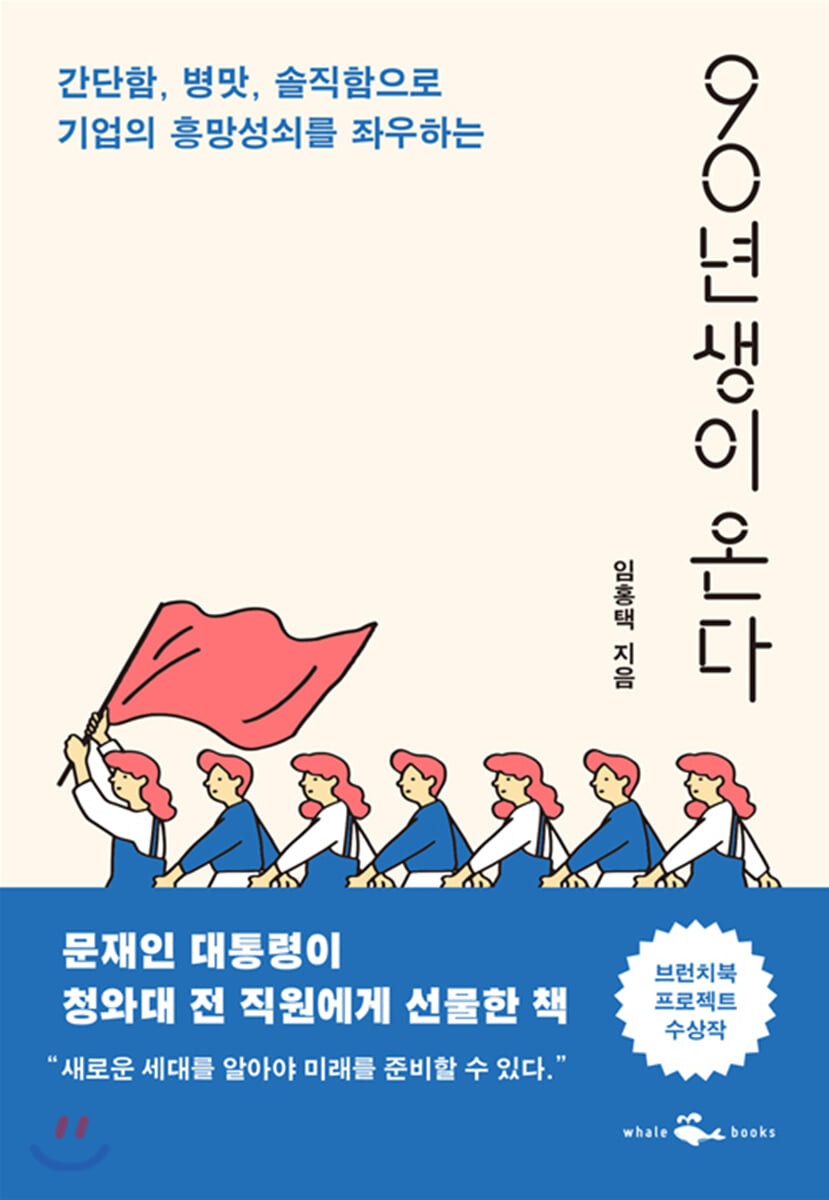 간단함, 병맛, 솔직함으로
기업의 흥망성쇠를 좌우하는
90년생이 온다
임홍택 지음
문재인 대통령이
청와대 전 직원에게 선물한 책
“새로운 세대를 알아야 미래를 준비할 수 있다.”
브런치북
프로젝트
수상작
whale books